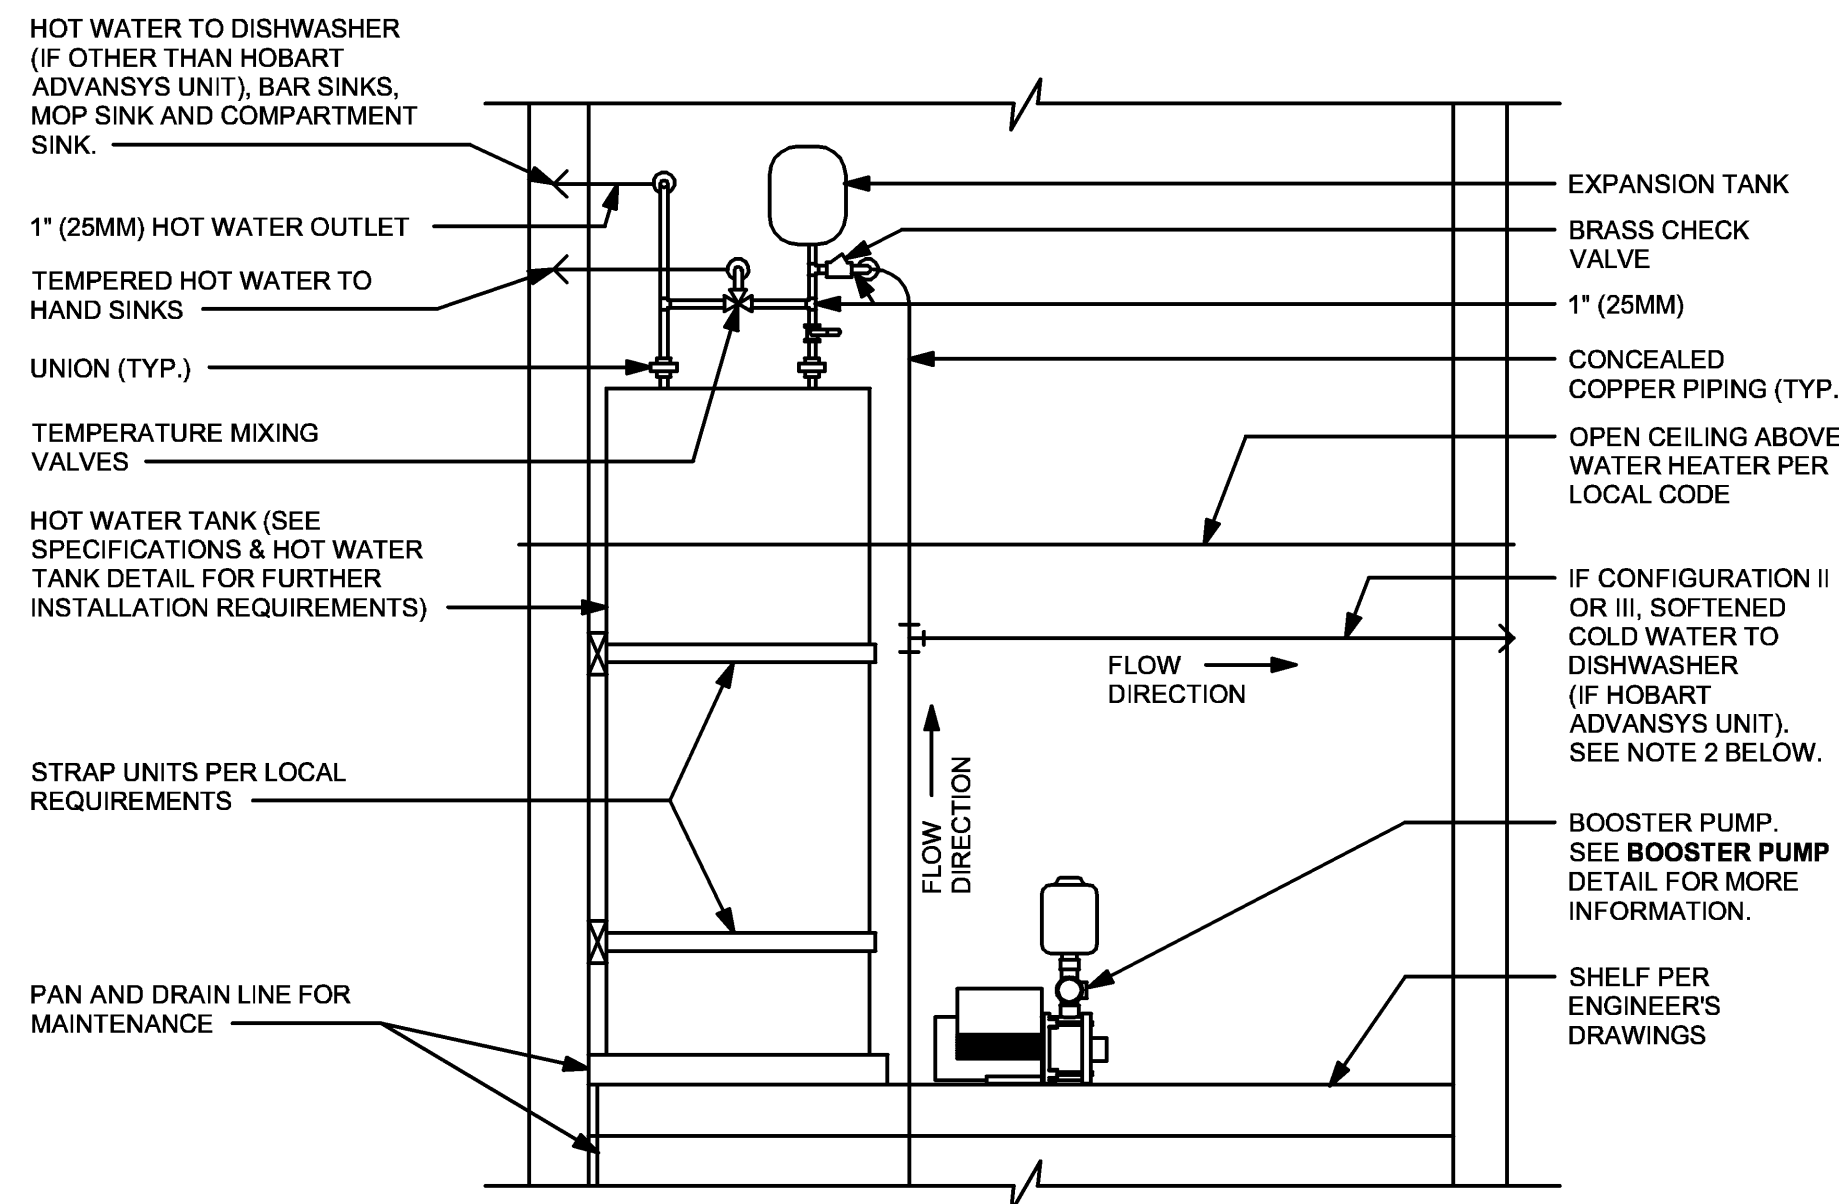 HOT WATER TO DISHWASHER
(IF OTHER THAN HOBART
ADVANSYS UNIT), BAR SINKS,
MOP SINK AND COMPARTMENT
SINK.
1" (25MM) HOT WATER OUTLET
TEMPERED HOT WATER TO
HAND SINKS
UNION (TYP.)
TEMPERATURE MIXING
VALVES
HOT WATER TANK (SEE
SPECIFICATIONS & HOT WATER
TANK DETAIL FOR FURTHER
INSTALLATION REQUIREMENTS)
STRAP UNITS PER LOCAL
REQUIREMENTS
PAN AND DRAIN LINE FOR
MAINTENANCE
FLOW
DIRECTION
FLOW
DIRECTION
EXPANSION TANK
BRASS CHECK
VALVE
1" (25MM)
CONCEALED
COPPER PIPING (TYP.
OPEN CEILING ABOVE
WATER HEATER PER
LOCAL CODE
IF CONFIGURATION II
OR III, SOFTENED
COLD WATER TO
DISHWASHER
(IF HOBART
ADVANSYS UNIT).
SEE NOTE 2 BELOW.
BOOSTER PUMP.
SEE BOOSTER PUMP
DETAIL FOR MORE
INFORMATION.
SHELF PER
ENGINEER'S
DRAWINGS